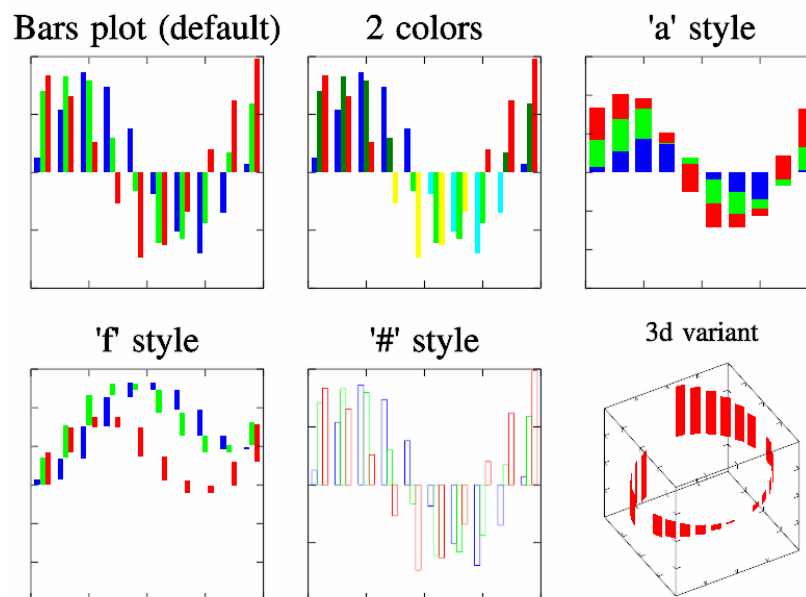 Bars plot (default)
2 colors
'a' style
'f' style
'#' style
3d variant